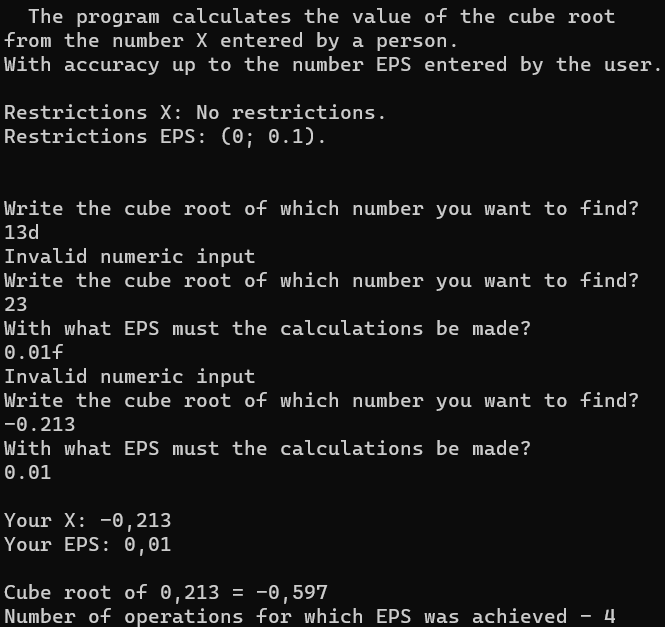 The program calculates the value of the cube root
from the number X entered by a person.
With accuracy up to the number EPS entered by the user.
Restrictions X: No restrictions.
Restrictions EPS: (0; 0.1).
Write the cube root of which number you want to find?
13d
Invalid numeric input
Write the cube root of which number you want to find?
23
With what EPS must the calculations be made?
0.01f
Invalid numeric input
Write the cube root of which number you want to find?
-0.213
With what EPS must the calculations be made?
0.01
Your X: -0,213
Your EPS: 0,01
Cube root of 0,213 = -0,597
Number of operations for which EPS was achieved - 4